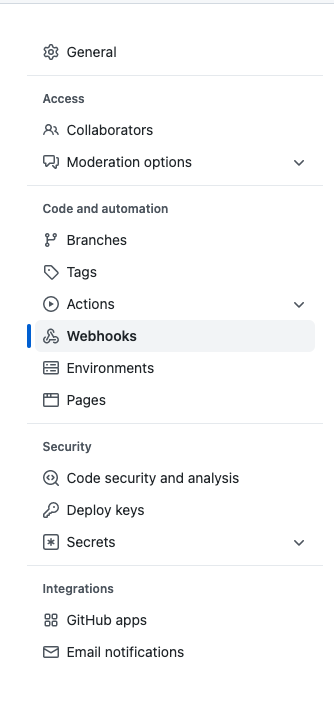 General
Access
Collaborators
Moderation options
Code and automation
Branches
Tags
Actions
Webhooks
Environments
Pages
Security
Code security and analysis
Deploy keys
Secrets
Integrations
GitHub apps
Email notifications